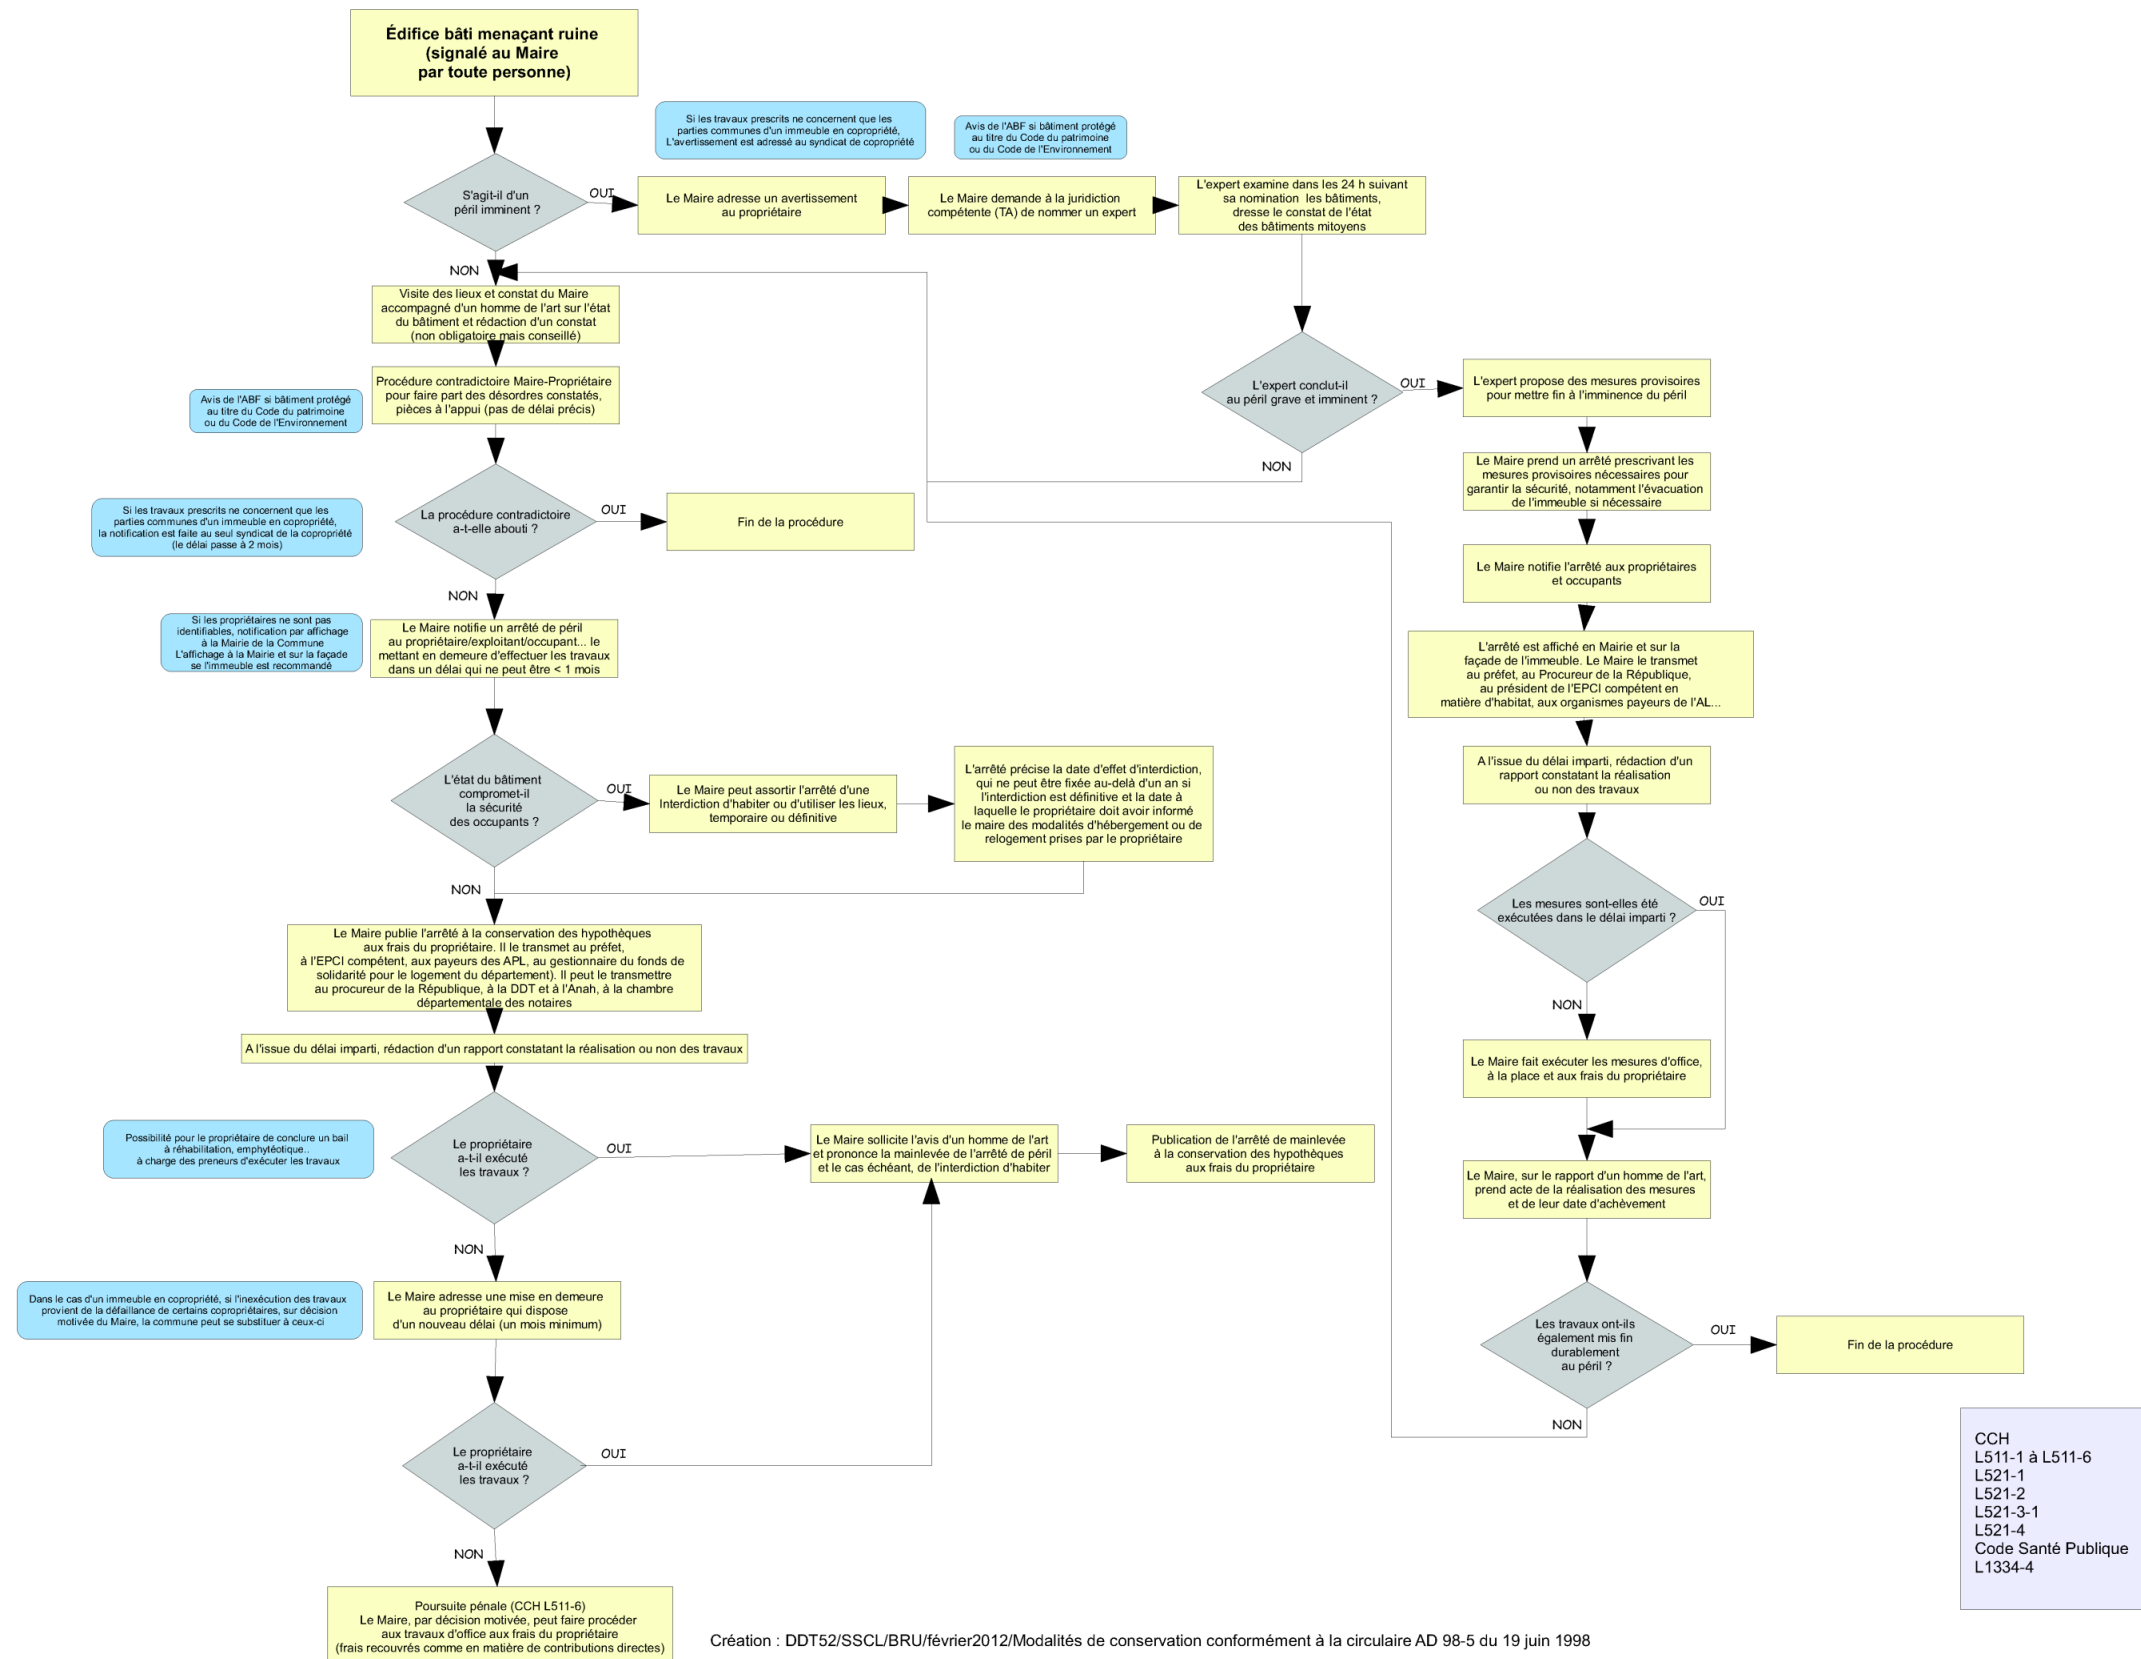 Édifice bâti menaçant ruine
(signalé au Maire
par toute personne)
Si les travaux prescrits ne concernent que les
parties communes d'un immeuble en copropriété,
L'avertissement est adressé au syndicat de copropriété
Avis de l'ABF si bâtiment protégé
au titre du Code du patrimoine
ou du Code de l'Environnement
S'agit-il d'un
péril imminent ?
OUI
Le Maire adresse un avertissement
au propriétaire
Le Maire demande à la juridiction
compétente (TA) de nommer un expert
L'expert examine dans les 24 h suivant
sa nomination les bâtiments,
dresse le constat de l'état
des bâtiments mitoyens
NON
Visite des lieux et constat du Maire
accompagné d'un homme de l'art sur l'état
du bâtiment et rédaction d'un constat
(non obligatoire mais conseillé)
L'expert conclut-il
au péril grave et imminent ?
OUI
L'expert propose des mesures provisoires
pour mettre fin à l'imminence du péril
NON
Avis de l'ABF si bâtiment protégé
au titre du Code du patrimoine
ou du Code de l'Environnement
Procédure contradictoire Maire-Propriétaire
pour faire part des désordres constatés,
pièces à l'appui (pas de délai précis)
Le Maire prend un arrêté prescrivant les
mesures provisoires nécessaires pour
garantir la sécurité, notamment l'évacuation
de l'immeuble si nécessaire
Si les travaux prescrits ne concernent que les
parties communes d'un immeuble en copropriété,
la notification est faite au seul syndicat de la copropriété
(le délai passe à 2 mois)
La procédure contradictoire
a-t-elle abouti ?
OUI
Fin de la procédure
NON
Le Maire notifie l'arrêté aux propriétaires
et occupants
Si les propriétaires ne sont pas
identifiables, notification par affichage
à la Mairie de la Commune
L'affichage à la Mairie et sur la façade
se l'immeuble est recommandé
Le Maire notifie un arrêté de péril
au propriétaire/exploitant/occupant... le
mettant en demeure d'effectuer les travaux
dans un délai qui ne peut être < 1 mois
L'arrêté est affiché en Mairie et sur la
façade de l'immeuble. Le Maire le transmet
au préfet, au Procureur de la République,
au président de l'EPCI compétent en
matière d'habitat, aux organismes payeurs de l'AL...
L'état du bâtiment
compromet-il
la sécurité
des occupants ?
OUI
Le Maire peut assortir l'arrêté d'une
Interdiction d'habiter ou d'utiliser les lieux,
temporaire ou définitive
L'arrêté précise la date d'effet d'interdiction,
qui ne peut être fixée au-delà d'un an si
l'interdiction est définitive et la date à
laquelle le propriétaire doit avoir informé
le maire des modalités d'hébergement ou de
relogement prises par le propriétaire
A l'issue du délai imparti, rédaction d'un
rapport constatant la réalisation
ou non des travaux
NON
Les mesures sont-elles été
exécutées dans le délai imparti ?
OUI
NON
Le Maire publie l'arrêté à la conservation des hypothèques
aux frais du propriétaire. Il le transmet au préfet,
à l'EPCI compétent, aux payeurs des APL, au gestionnaire du fonds de
solidarité pour le logement du département). Il peut le transmettre
au procureur de la République, à la DDT et à l'Anah, à la chambre
départementale des notaires
A l'issue du délai imparti, rédaction d'un rapport constatant la réalisation ou non des travaux
Le Maire fait exécuter les mesures d'office,
à la place et aux frais du propriétaire
Possibilité pour le propriétaire de conclure un bail
à réhabilitation, emphytéotique..
à charge des preneurs d'exécuter les travaux
Le propriétaire
a-t-il exécuté
les travaux ?
OUI
Le Maire sollicite l'avis d'un homme de l'art
et prononce la mainlevée de l'arrêté de péril
et le cas échéant, de l'interdiction d'habiter
Publication de l'arrêté de mainlevée
à la conservation des hypothèques
aux frais du propriétaire
Le Maire, sur le rapport d'un homme de l'art,
prend acte de la réalisation des mesures
et de leur date d'achèvement
NON
Dans le cas d'un immeuble en copropriété, si l'inexécution des travaux
provient de la défaillance de certains copropriétaires, sur décision
motivée du Maire, la commune peut se substituer à ceux-ci
Le Maire adresse une mise en demeure
au propriétaire qui dispose
d'un nouveau délai (un mois minimum)
Les travaux ont-ils
également mis fin
durablement
au péril ?
OUI
Fin de la procédure
NON
Le propriétaire
a-t-il exécuté
les travaux ?
OUI
NON
CCH
L511-1 à L511-6
L521-1
L521-2
L521-3-1
L521-4
Code Santé Publique
L1334-4
Poursuite pénale (CCH L511-6)
Le Maire, par décision motivée, peut faire procéder
aux travaux d'office aux frais du propriétaire
(frais recouvrés comme en matière de contributions directes)
Création : DDT52/SSCL/BRU/février2012/Modalités de conservation conformément à la circulaire AD 98-5 du 19 juin 1998